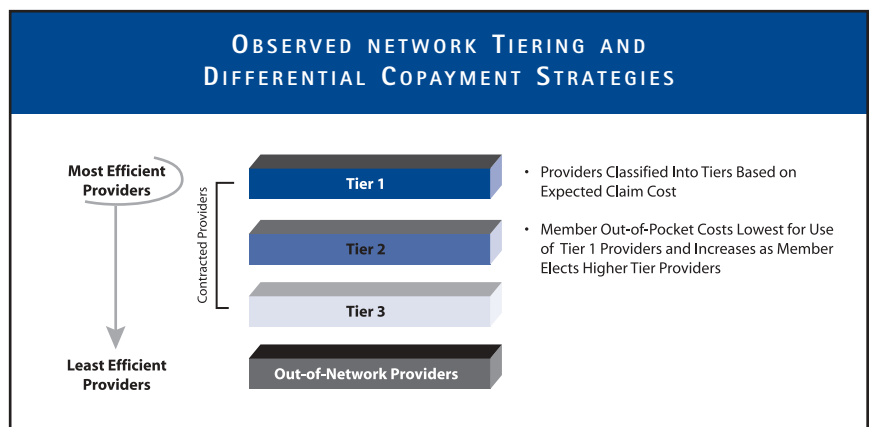 OBSERVED NETWORK TIERING AND
DIFFERENTIAL COPAYMENT STRATEGIES
Most Efficient
Providers
Least Efficient
Providers
Contracted Providers
Tier 1
Tier 2
Tier 3
Out-of-Network Providers
• Providers Classified Into Tiers Based on
Expected Claim Cost
• Member Out-of-Pocket Costs Lowest for Use
of Tier 1 Providers and Increases as Member
Elects Higher Tier Providers